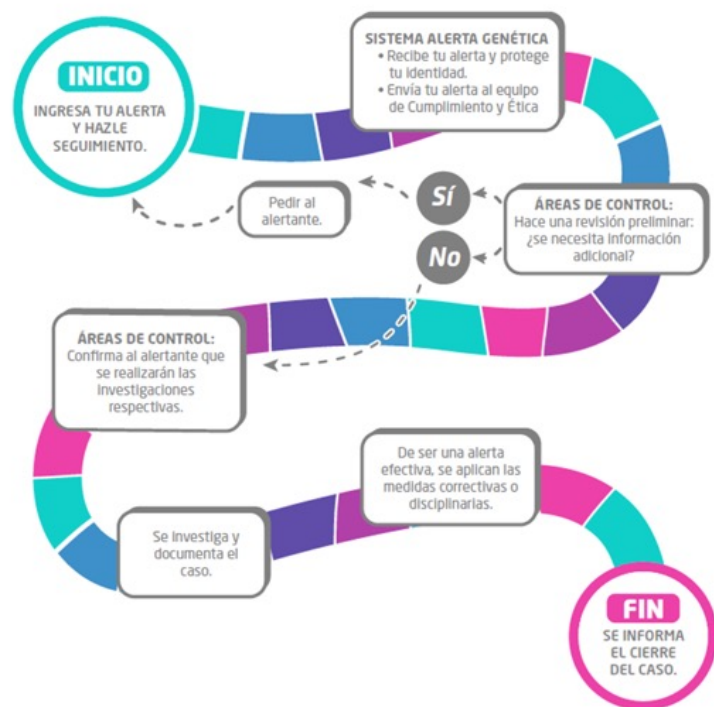 INICIO
INGRESA TU ALERTA
Y HAZLE
SEGUIMIENTO.
SISTEMA ALERTA GENÉTICA
• Recibe tu alerta y protege
tu identidad.
• Envía tu alerta al equipo
de Cumplimiento y Ética
ÁREAS DE CONTROL:
Hace una revisión preliminar:
¿se necesita información
adicional?
Sí
No
Pedir al
alertante.
ÁREAS DE CONTROL:
Confirma al alertante que
se realizarán las
investigaciones
respectivas.
Se investiga y
documenta el
caso.
De ser una alerta
efectiva, se aplican las
medidas correctivas o
disciplinarias.
FIN
SE INFORMA
EL CIERRE
DEL CASO.